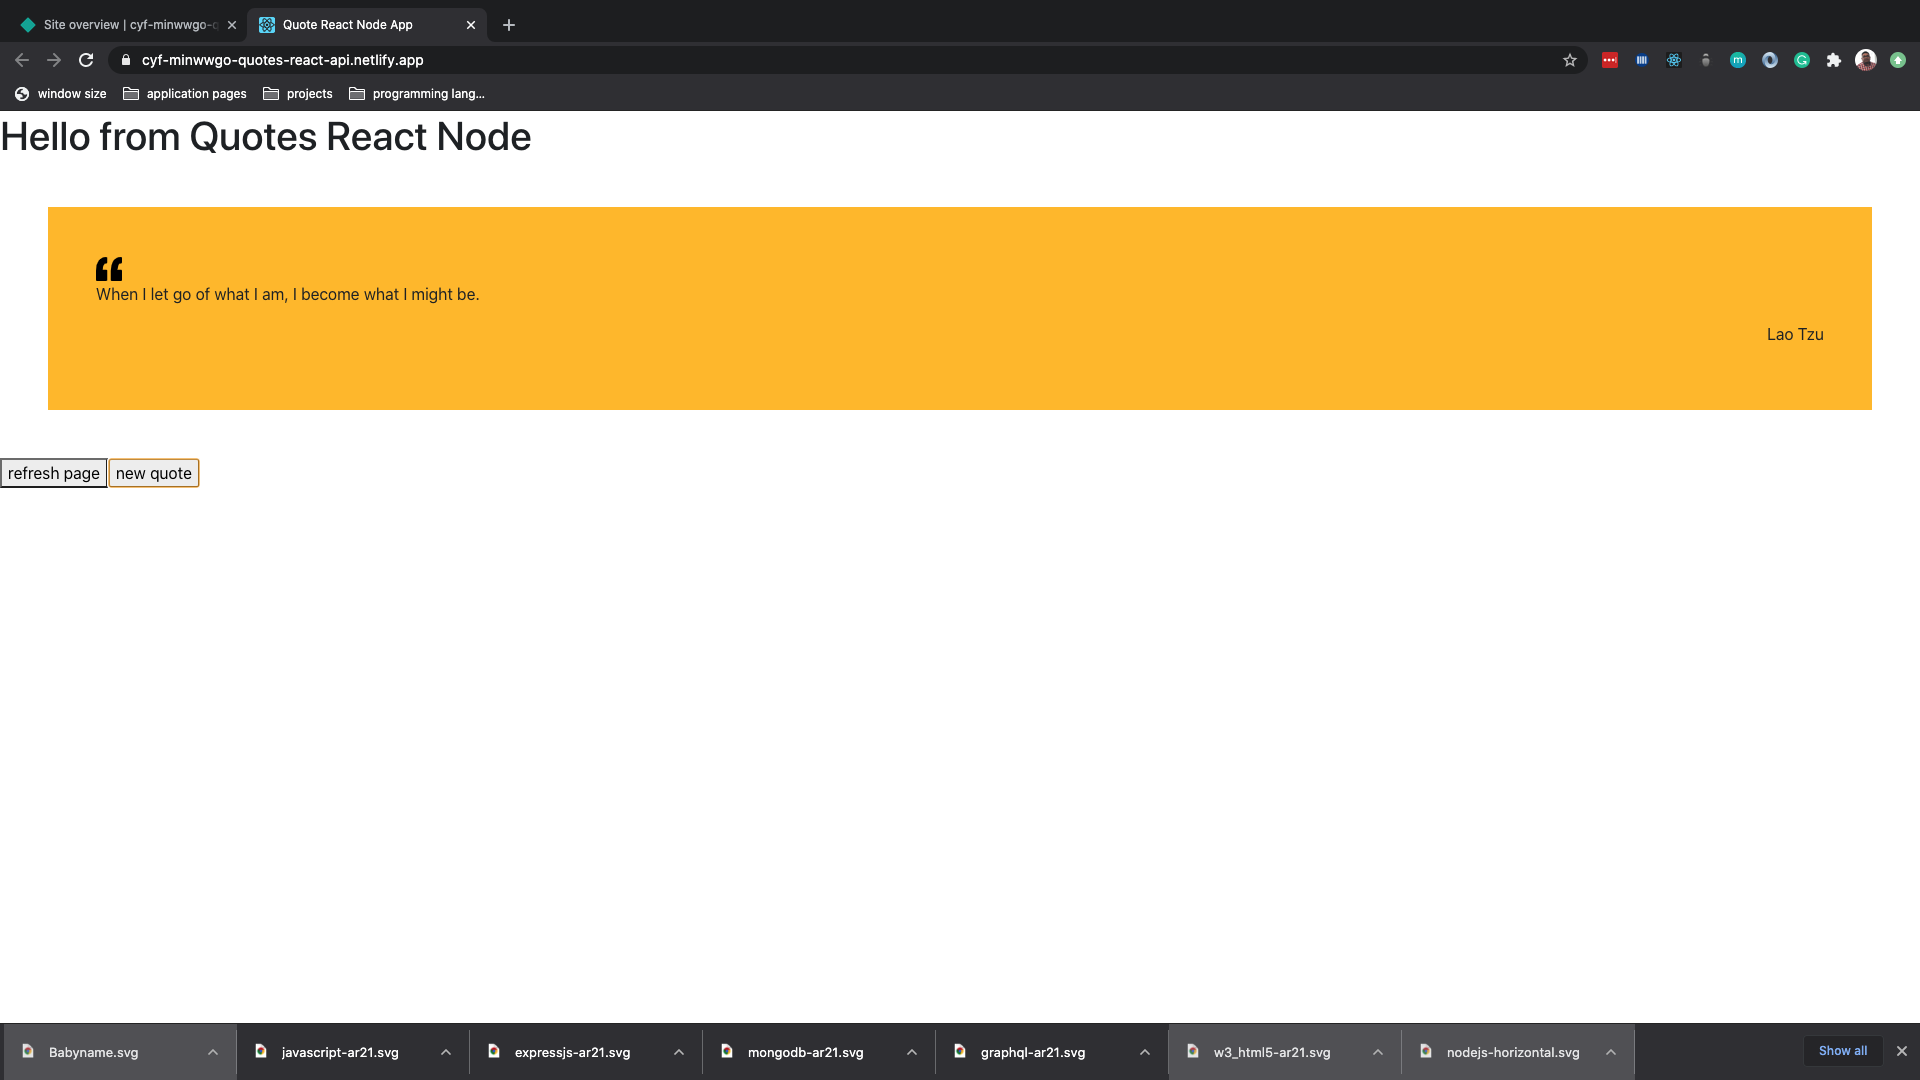 Site overview | cyf-minwwgo-q
Quote React Node App
cyf-minwwgo-quotes-react-api.netlify.app
window size
application pages
projects
programming lang...
Hello from Quotes React Node
When I let go of what I am, I become what I might be.
Lao Tzu
refresh page
new quote
Babyname.svg
javascript-ar21.svg
expressjs-ar21.svg
mongodb-ar21.svg
graphql-ar21.svg
w3_html5-ar21.svg
nodejs-horizontal.svg
Show all